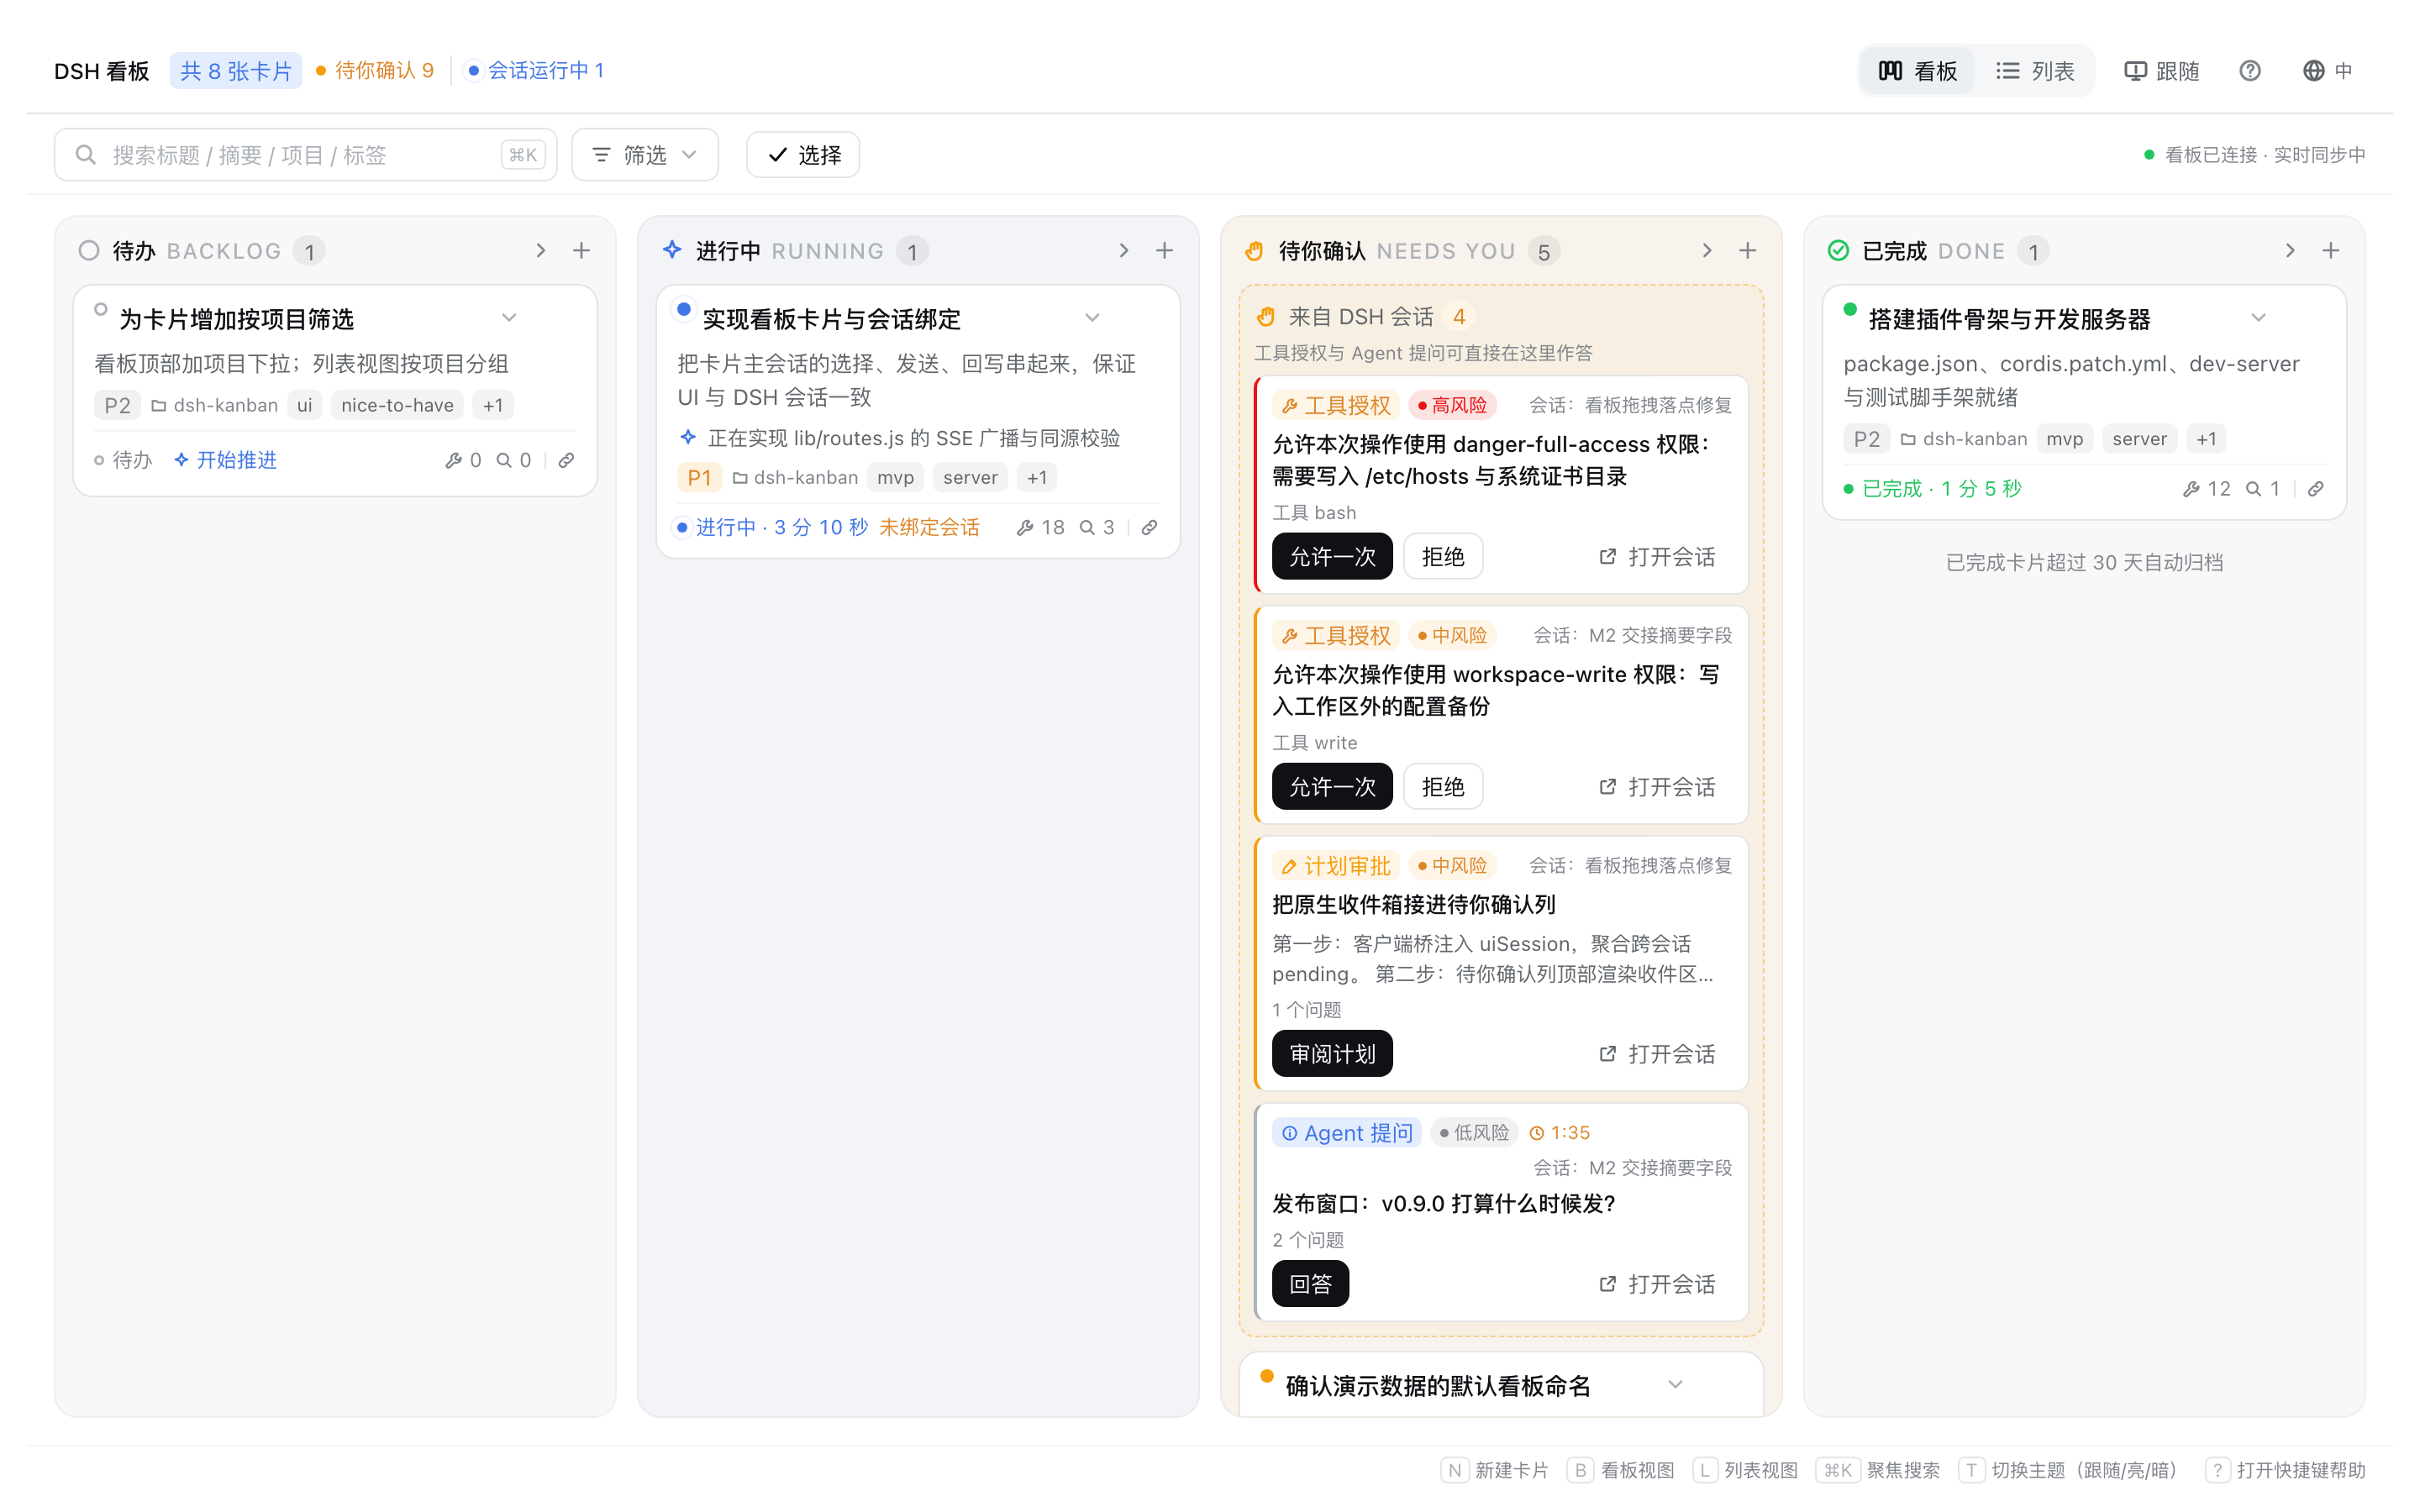 DSH 看板 共 8 张卡片 待你确认 9 会话运行中 1 看板 列表 跟随 中
搜索标题 / 摘要 / 项目 / 标签 ⌘K 筛选 选择 看板已连接 · 实时同步中
待办 BACKLOG 1
为卡片增加按项目筛选
看板顶部加项目下拉；列表视图按项目分组
P2 dsh-kanban ui nice-to-have +1
待办 开始推进 0 0
进行中 RUNNING 1
实现看板卡片与会话绑定
把卡片主会话的选择、发送、回写串起来，保证
UI 与 DSH 会话一致
正在实现 lib/routes.js 的 SSE 广播与同源校验
P1 dsh-kanban mvp server +1
进行中 · 3 分 10 秒 未绑定会话 18 3
待你确认 NEEDS YOU 5
来自 DSH 会话 4
工具授权与 Agent 提问可直接在这里作答
工具授权 高风险 会话：看板拖拽落点修复
允许本次操作使用 danger-full-access 权限：
需要写入 /etc/hosts 与系统证书目录
工具 bash
允许一次 拒绝 打开会话
工具授权 中风险 会话：M2 交接摘要字段
允许本次操作使用 workspace-write 权限：写
入工作区外的配置备份
工具 write
允许一次 拒绝 打开会话
计划审批 中风险 会话：看板拖拽落点修复
把原生收件箱接进待你确认列
第一步：客户端桥注入 uiSession，聚合跨会话
pending。 第二步：待你确认列顶部渲染收件区...
1 个问题
审阅计划 打开会话
Agent 提问 低风险 1:35
会话：M2 交接摘要字段
发布窗口：v0.9.0 打算什么时候发？
2 个问题
回答 打开会话
确认演示数据的默认看板命名
已完成 DONE 1
搭建插件骨架与开发服务器
package.json、cordis.patch.yml、dev-server
与测试脚手架就绪
P2 dsh-kanban mvp server +1
已完成 · 1 分 5 秒 12 1
已完成卡片超过 30 天自动归档
N 新建卡片 B 看板视图 L 列表视图 ⌘K 聚焦搜索 T 切换主题（跟随/亮/暗） ? 打开快捷键帮助